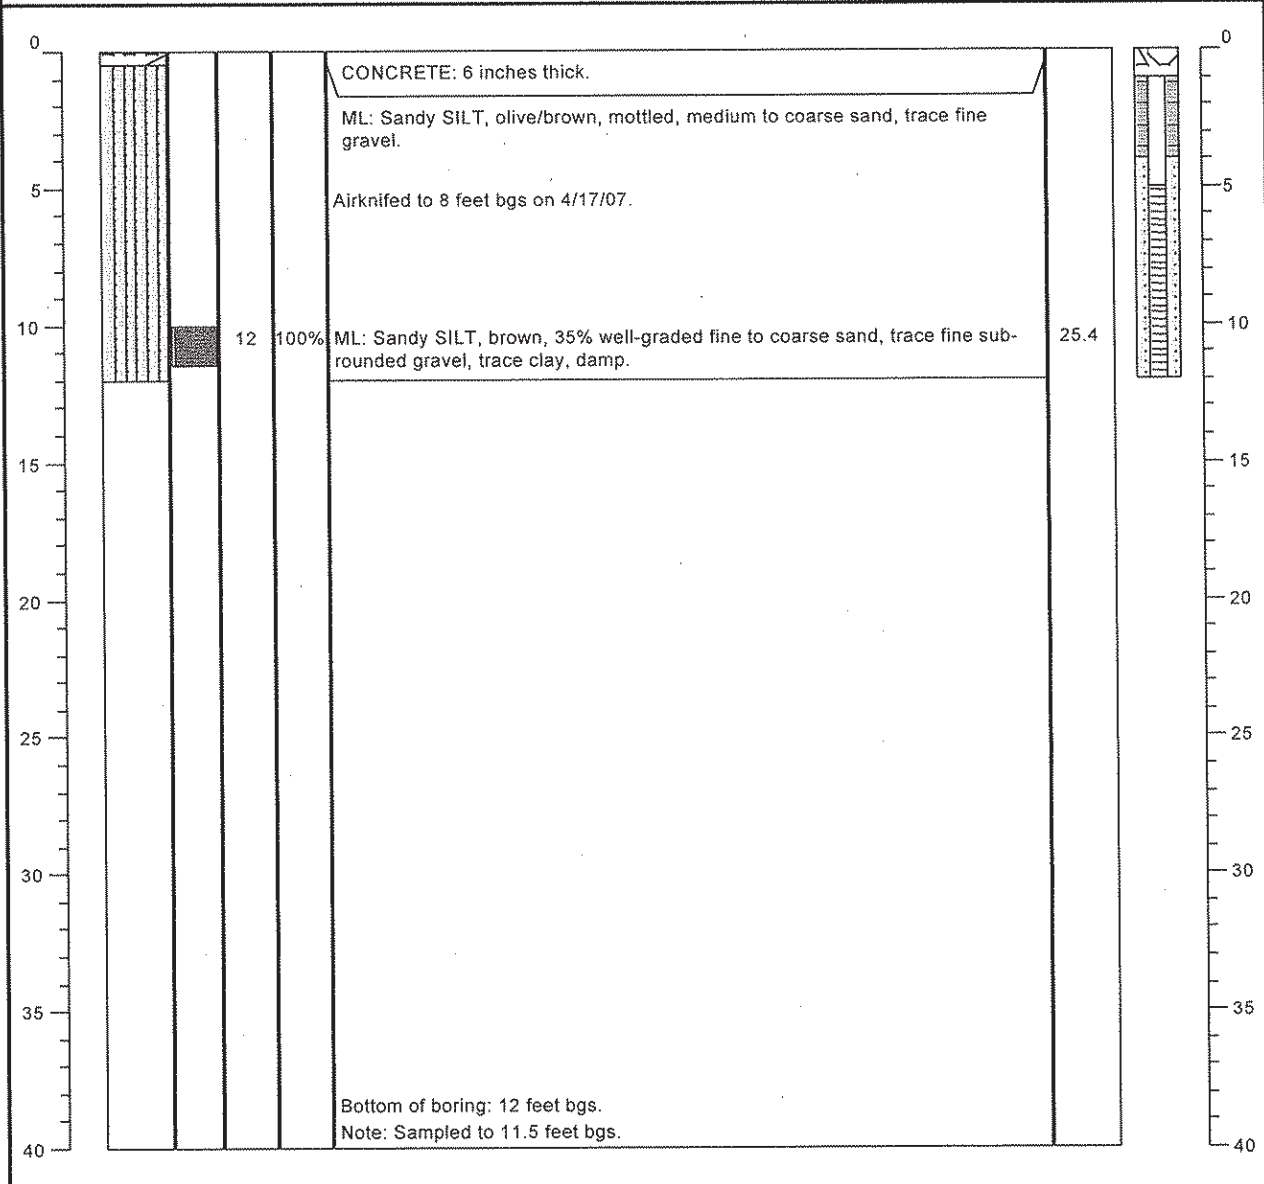 0
0
CONCRETE: 6 inches thick.
ML: Sandy SILT, olive/brown, mottled, medium to coarse sand, trace fine
gravel.
5
5
Airknifed to 8 feet bgs on 4/17/07.
10
12
100%
ML: Sandy SILT, brown, 35% well-graded fine to coarse sand, trace fine sub-
rounded gravel, trace clay, damp.
25.4
10
15
15
20
20
25
25
30
30
35
35
Bottom of boring: 12 feet bgs.
Note: Sampled to 11.5 feet bgs.
40
40